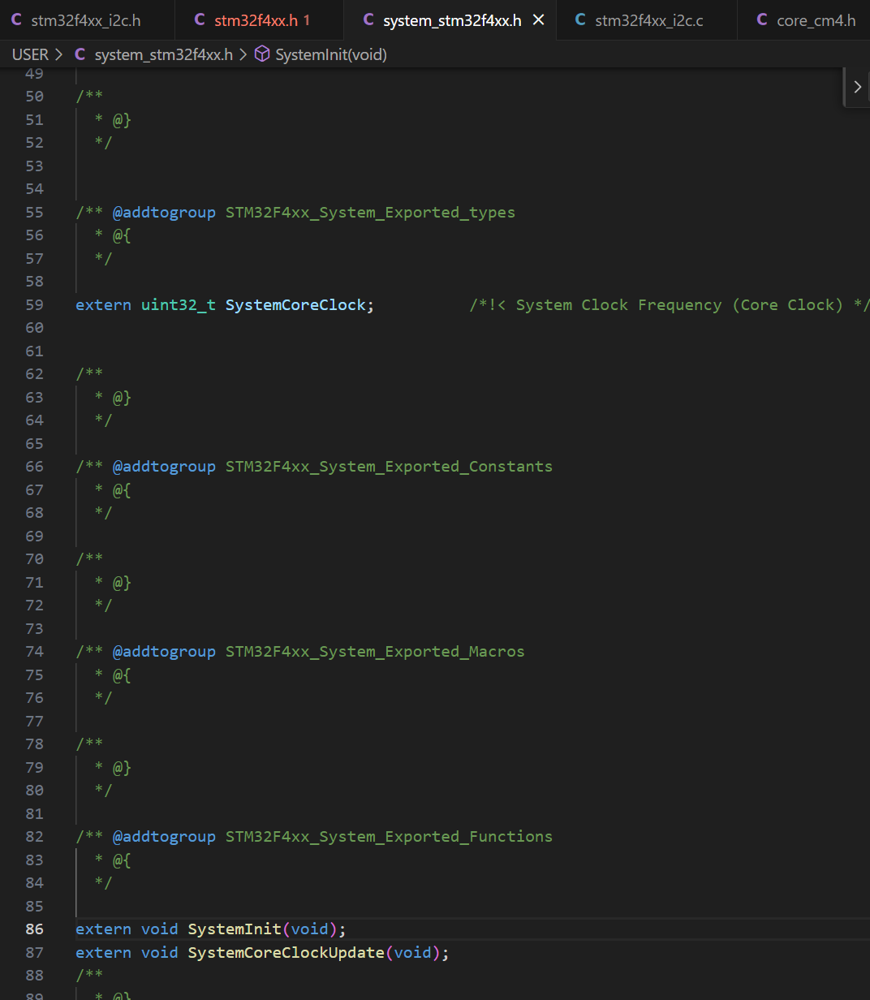 C stm32f4xx_i2c.h C stm32f4xx.h 1 C system_stm32f4xx.h C stm32f4xx_i2c.c C core_cm4.h
USER C system_stm32f4xx.h SystemInit(void)
49
50 /**
51 * @}
52 */
53
54
55 /** @addtogroup STM32F4xx_System_Exported_types
56 * @{
57 */
58
59 extern uint32_t SystemCoreClock; /*!< System Clock Frequency (Core Clock) */
60
61
62 /**
63 * @}
64 */
65
66 /** @addtogroup STM32F4xx_System_Exported_Constants
67 * @{
68 */
69
70 /**
71 * @}
72 */
73
74 /** @addtogroup STM32F4xx_System_Exported_Macros
75 * @{
76 */
77
78 /**
79 * @}
80 */
81
82 /** @addtogroup STM32F4xx_System_Exported_Functions
83 * @{
84 */
85
86 extern void SystemInit(void);
87 extern void SystemCoreClockUpdate(void);
88 /**
89 * @}